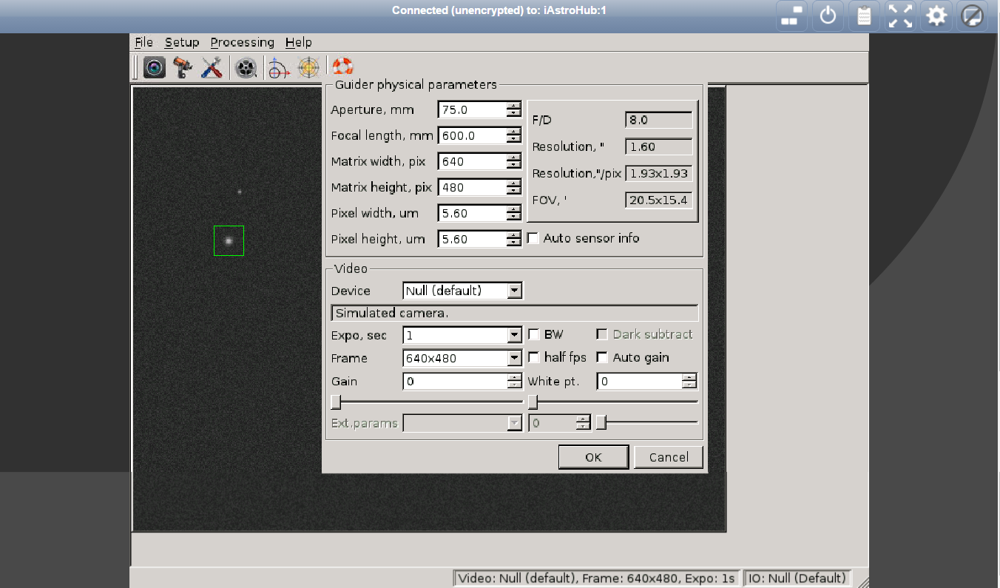 Connected (unencrypted) to: iAstroHub:1
File Setup Processing Help
Guider physical parameters
Aperture, mm 75.0
Focal length, mm 600.0
Matrix width, pix 640
Matrix height, pix 480
Pixel width, um 5.60
Pixel height, um 5.60
F/D 8.0
Resolution, " 1.60
Resolution,"/pix 1.93x1.93
FOV, ' 20.5x15.4
Auto sensor info
Video
Device Null (default)
Simulated camera.
Expo, sec 1 BW Dark subtract
Frame 640x480 half fps Auto gain
Gain 0 White pt. 0
Ext.params 0
OK Cancel
Video: Null (default), Frame: 640x480, Expo: 1s IO: Null (Default)